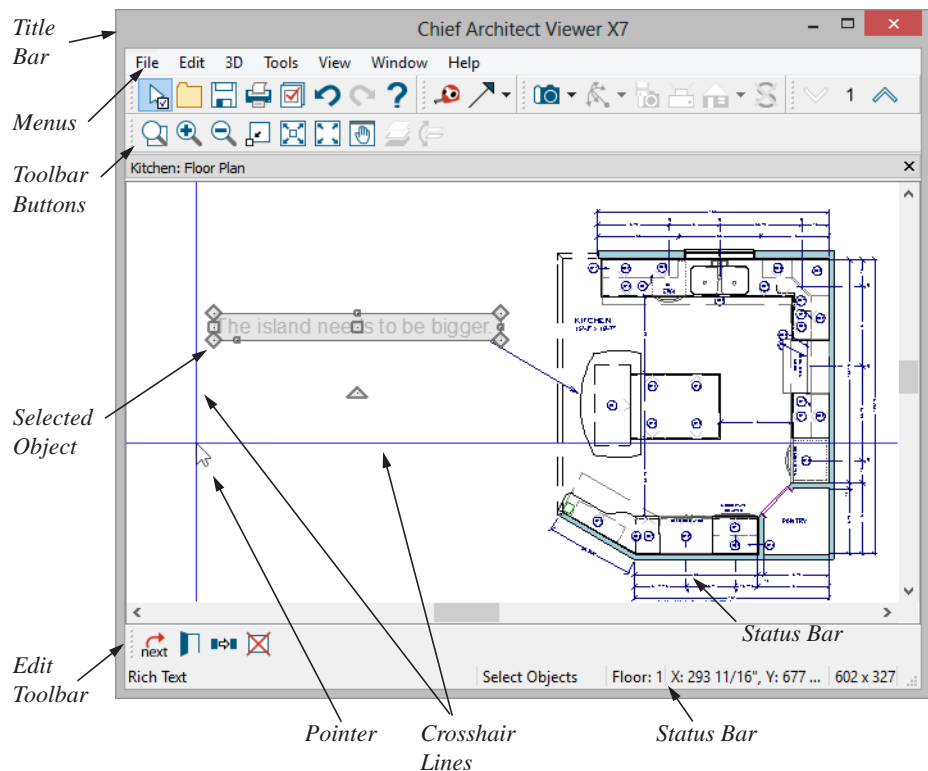 Title
Bar
Chief Architect Viewer X7
File Edit 3D Tools View Window Help
Menus
? 1
Toolbar
Buttons
Kitchen: Floor Plan
The island needs to be bigger.
KITCHEN
Selected
Object
PANTRY
Status Bar
Edit
Toolbar
next
Rich Text Select Objects Floor: 1 X: 293 11/16", Y: 677 ... 602 x 327
Pointer
Crosshair
Lines
Status Bar